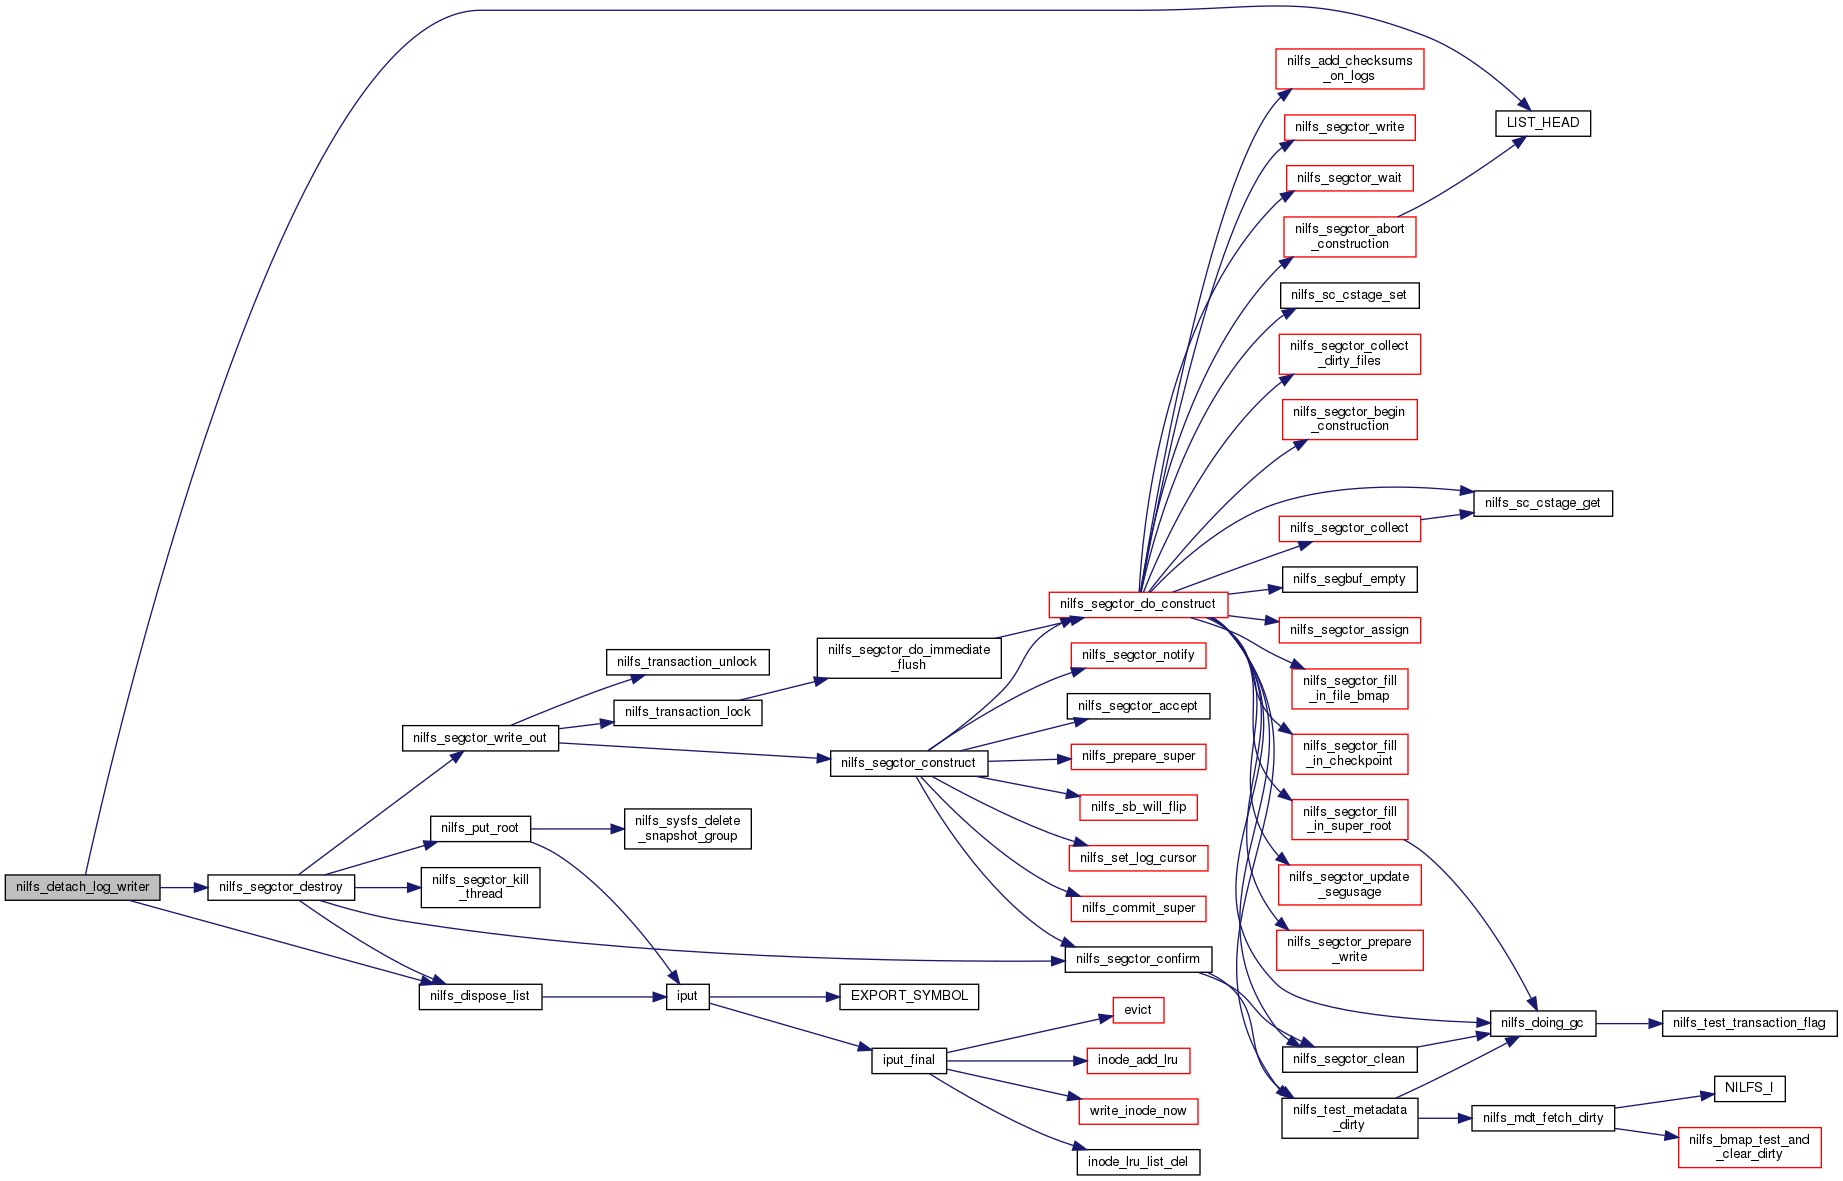 nilfs_add_checksums
_on_logs
nilfs_segctor_write
LIST_HEAD
nilfs_segctor_wait
nilfs_segctor_abort
_construction
nilfs_sc_cstage_set
nilfs_segctor_collect
_dirty_files
nilfs_segctor_begin
_construction
nilfs_sc_cstage_get
nilfs_segctor_collect
nilfs_segbuf_empty
nilfs_segctor_do_construct
nilfs_segctor_assign
nilfs_segctor_do_immediate
_flush
nilfs_transaction_unlock
nilfs_segctor_notify
nilfs_segctor_fill
_in_file_bmap
nilfs_transaction_lock
nilfs_segctor_accept
nilfs_segctor_write_out
nilfs_segctor_construct
nilfs_prepare_super
nilfs_segctor_fill
_in_checkpoint
nilfs_sb_will_flip
nilfs_segctor_fill
_in_super_root
nilfs_put_root
nilfs_sysfs_delete
_snapshot_group
nilfs_set_log_cursor
nilfs_detach_log_writer
nilfs_segctor_destroy
nilfs_segctor_kill
_thread
nilfs_segctor_update
_segusage
nilfs_commit_super
nilfs_segctor_prepare
_write
nilfs_segctor_confirm
nilfs_dispose_list
iput
EXPORT_SYMBOL
evict
nilfs_doing_gc
nilfs_test_transaction_flag
iput_final
inode_add_lru
nilfs_segctor_clean
NILFS_I
write_inode_now
nilfs_test_metadata
_dirty
nilfs_mdt_fetch_dirty
nilfs_bmap_test_and
_clear_dirty
inode_lru_list_del